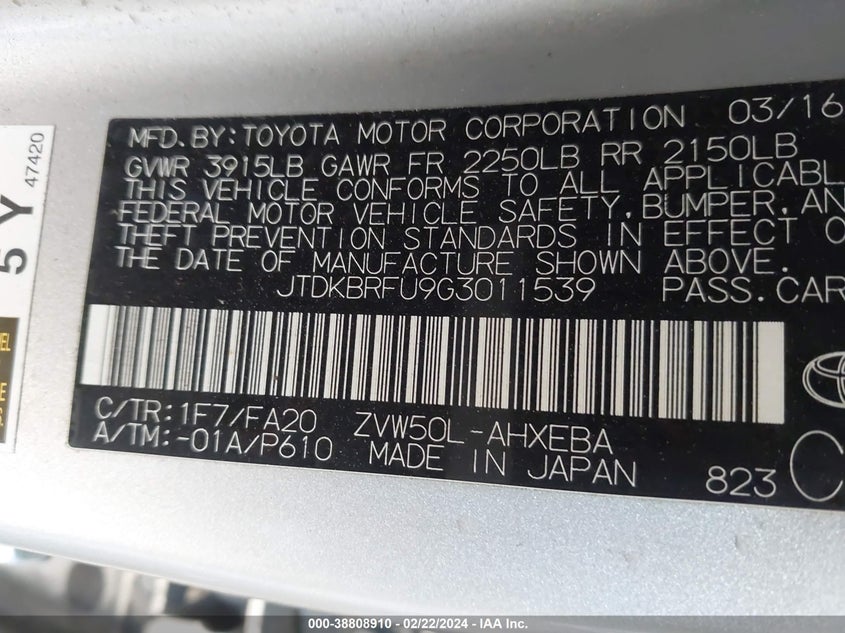 MFD. BY: TOYOTA MOTOR CORPORATION 03/16
GVWR 3915LB GAWR FR 2250LB RR 2150LB
THIS VEHICLE CONFORMS TO ALL APPLICABL
FEDERAL MOTOR VEHICLE SAFETY, BUMPER, AN
THEFT PREVENTION STANDARDS IN EFFECT O
THE DATE OF MANUFACTURE SHOWN ABOVE.
JTDKBRFU9G3011539 PASS. CAR
C/TR: 1F7/FA20 ZVW50L-AHXEBA
A/TM: -01A/P610 MADE IN JAPAN
823 C
5Y
47420
000-38808910 - 02/22/2024 - IAA Inc.